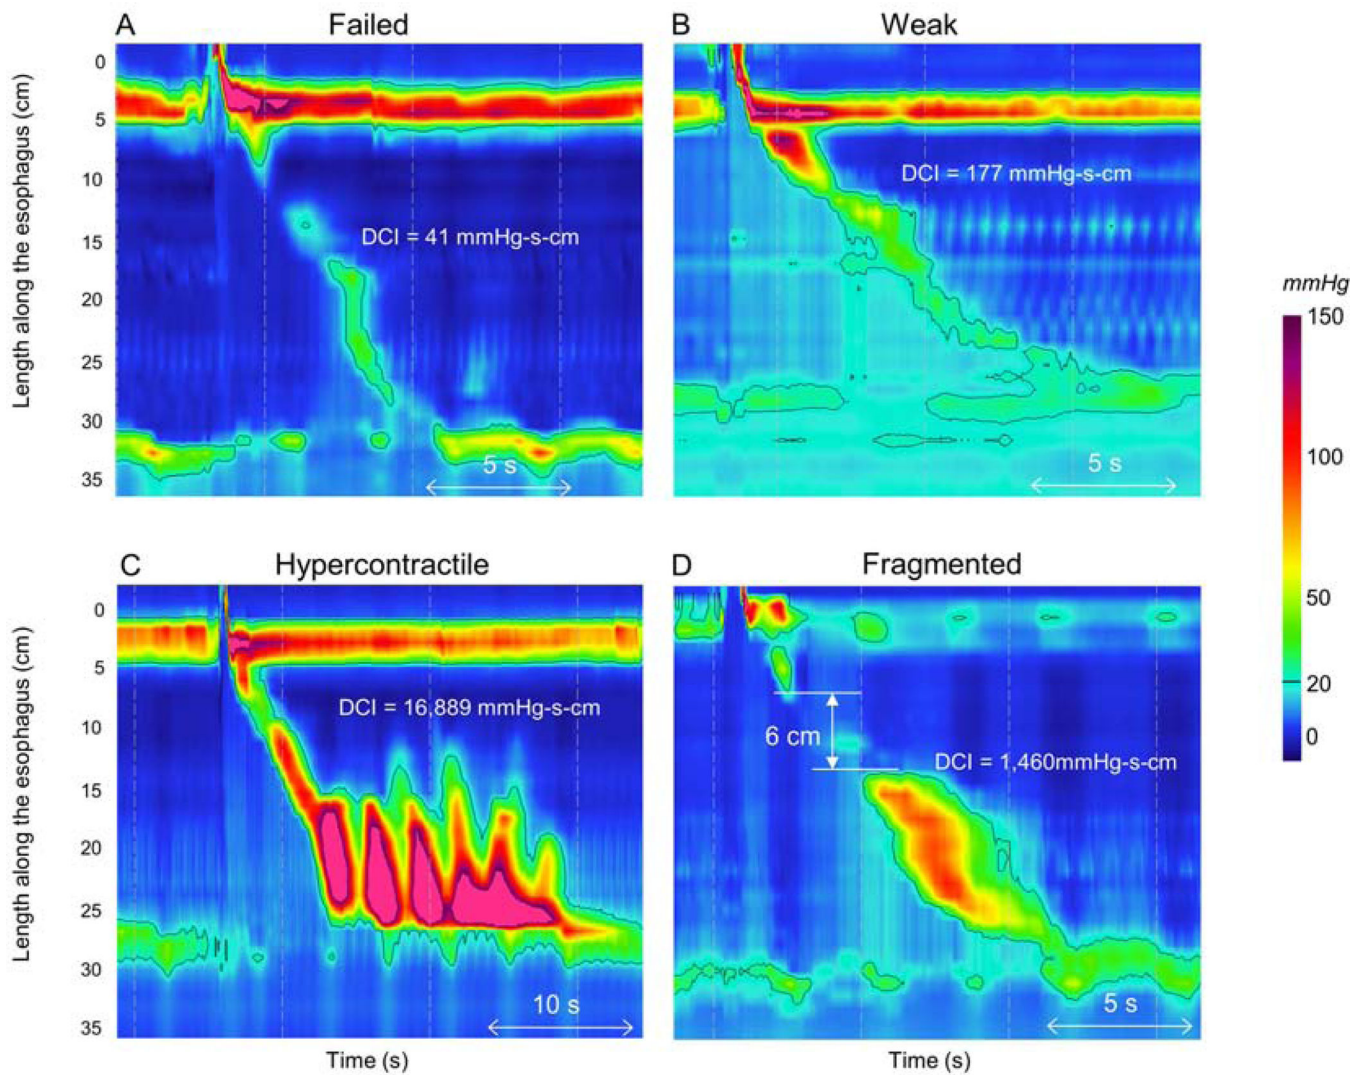 A Failed
B Weak
0
5
10
15
20
25
30
35
Length along the esophagus (cm)
DCI = 41 mmHg-s-cm
5 s
DCI = 177 mmHg-s-cm
5 s
mmHg
150
100
50
20
0
C Hypercontractile
D Fragmented
0
5
10
15
20
25
30
35
Length along the esophagus (cm)
DCI = 16,889 mmHg-s-cm
10 s
6 cm
DCI = 1,460mmHg-s-cm
5 s
Time (s)
Time (s)